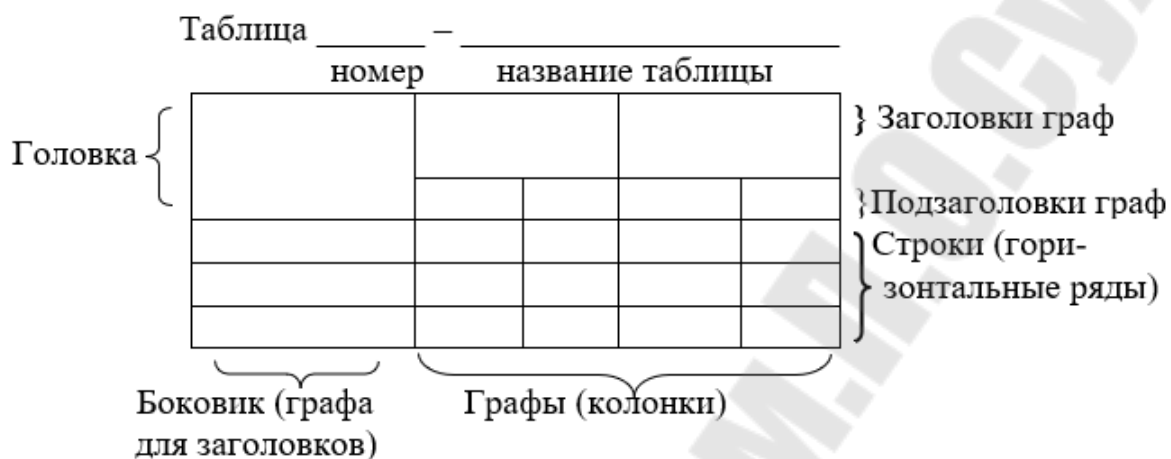 Таблица ______ – ______________________
номер название таблицы
} Заголовки граф
Головка
}Подзаголовки граф
Строки (гори-
зонтальные ряды)
Боковик (графа
для заголовков)
Графы (колонки)